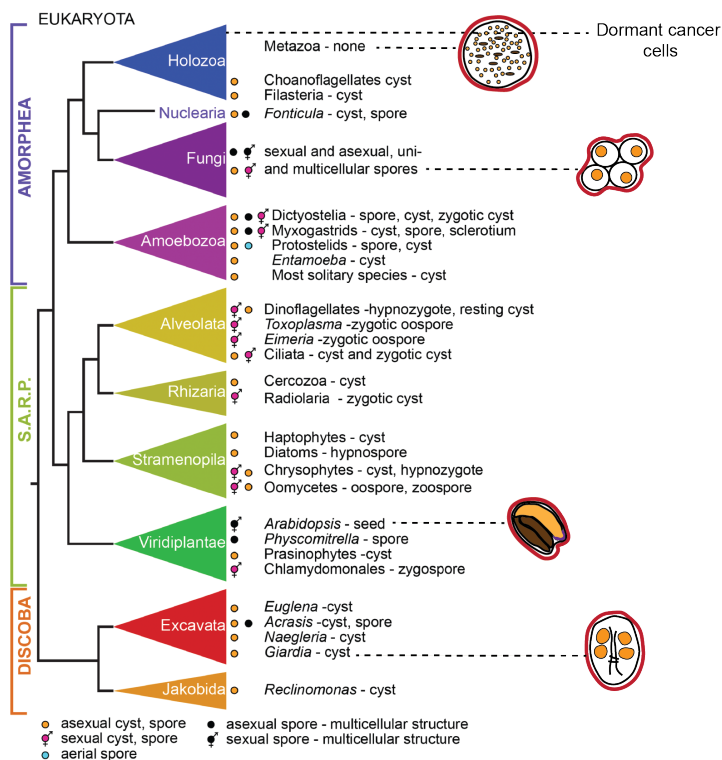 EUKARYOTA
Dormant cancer
cells
AMORPHEA
Holozoa
Metazoa - none
Choanoflagellates cyst
Filasteria - cyst
Nuclearia
Fonticula - cyst, spore
Fungi
sexual and asexual, uni-
and multicellular spores
Amoebozoa
Dictyostelia - spore, cyst, zygotic cyst
Myxogastrids - cyst, spore, sclerotium
Protostelids - spore, cyst
Entamoeba - cyst
Most solitary species - cyst
S.A.R.P.
Alveolata
Dinoflagellates -hypnozygote, resting cyst
Toxoplasma -zygotic oospore
Eimeria -zygotic oospore
Ciliata - cyst and zygotic cyst
Rhizaria
Cercozoa - cyst
Radiolaria - zygotic cyst
Stramenopila
Haptophytes - cyst
Diatoms - hypnospore
Chrysophytes - cyst, hypnozygote
Oomycetes - oospore, zoospore
Viridiplantae
Arabidopsis - seed
Physcomitrella - spore
Prasinophytes -cyst
Chlamydomonales - zygospore
DISCOBA
Excavata
Euglena -cyst
Acrasis -cyst, spore
Naegleria - cyst
Giardia - cyst
Jakobida
Reclinomonas - cyst
asexual cyst, spore
sexual cyst, spore
aerial spore
asexual spore - multicellular structure
sexual spore - multicellular structure